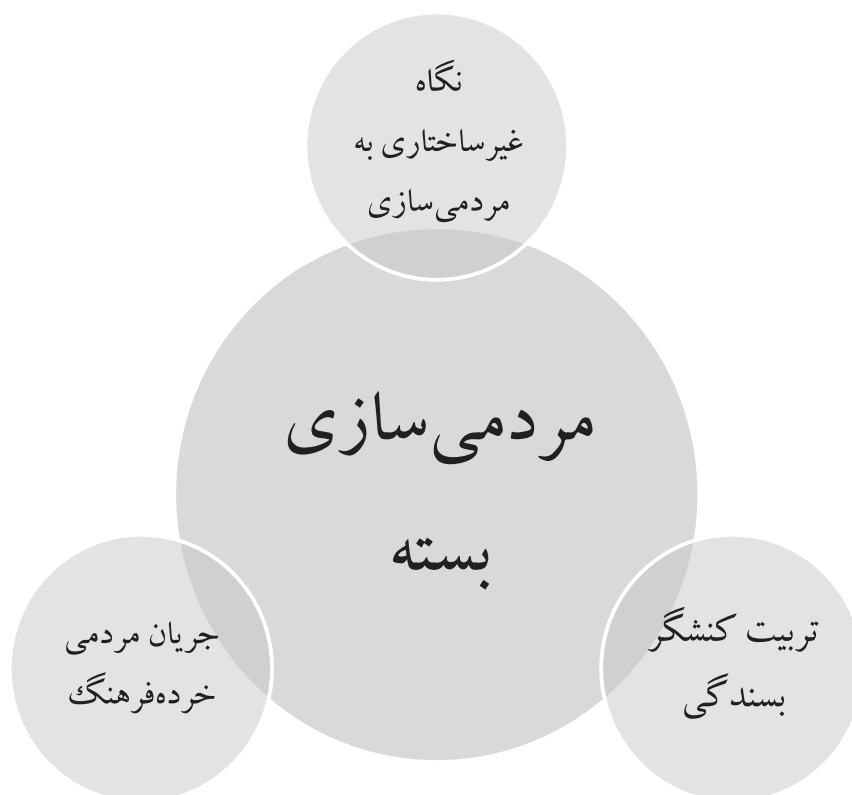 نگاه
غیرساختاری به
مردمی‌سازی
مردمی‌سازی
بسته
تربیت کنشگر
بسندگی
جریان مردمی
خرده‌فرهنگ